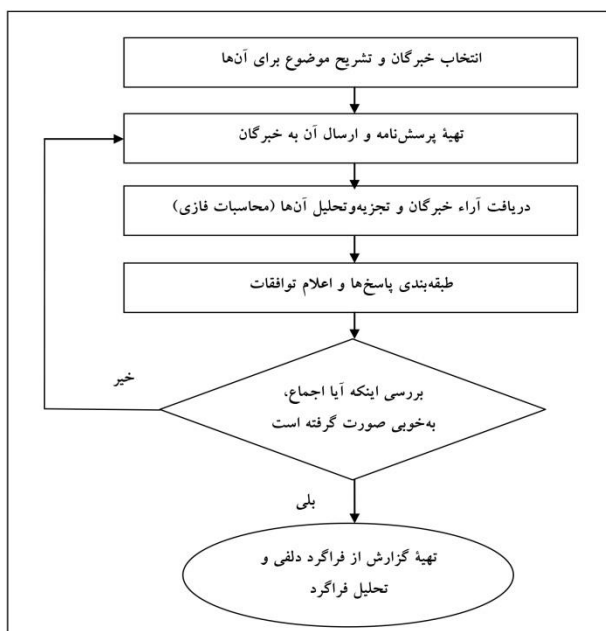 انتخاب خبرگان و تشریح موضوع برای آن‌ها
تهیهٔ پرسش‌نامه و ارسال آن به خبرگان
دریافت آراء خبرگان و تجزیه‌وتحلیل آن‌ها (محاسبات فازی)
طبقه‌بندی پاسخ‌ها و اعلام توافقات
خیر
بررسی اینکه آیا اجماع،
به‌خوبی صورت گرفته است
بلی
تهیهٔ گزارش از فراگرد دلفی و
تحلیل فراگرد